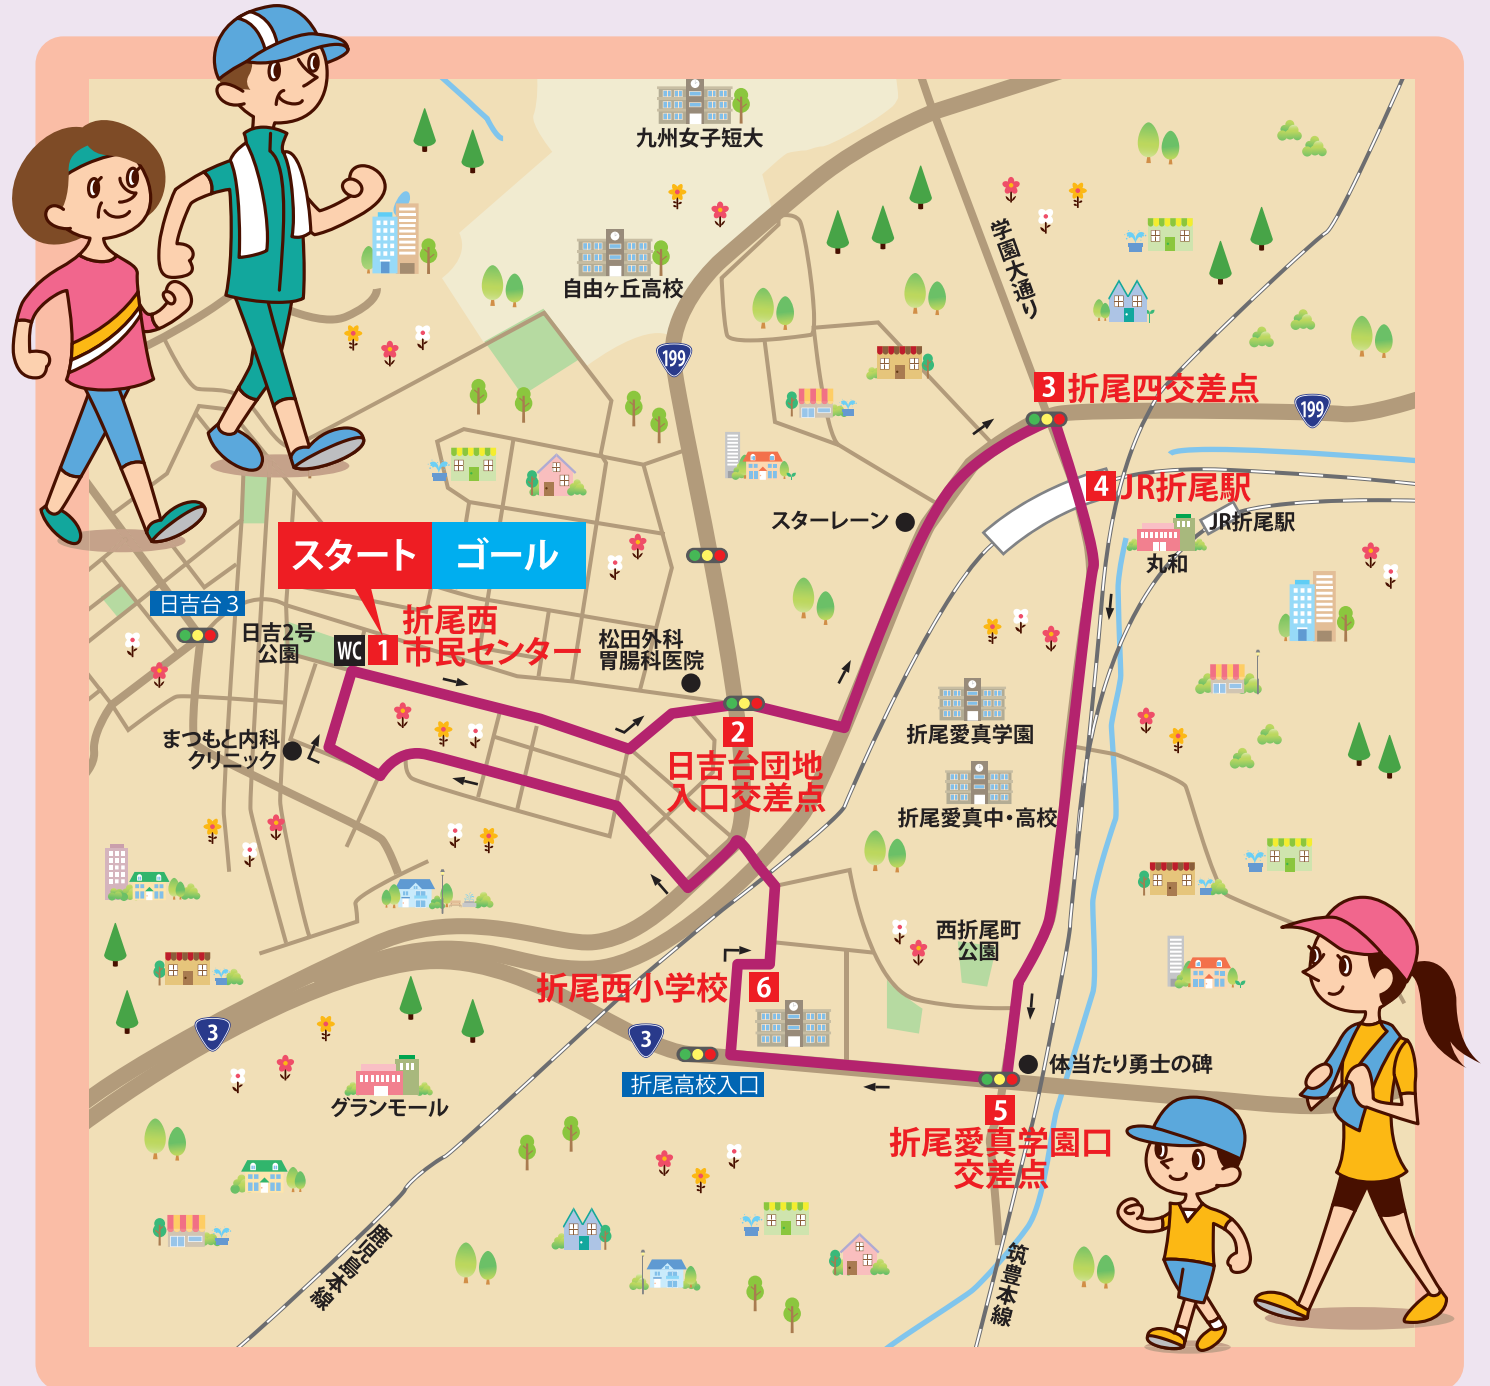 九州女子短大
自由ヶ丘高校
学園大通り
199
3 折尾四交差点
199
4 JR折尾駅
JR折尾駅
丸和
スターレーン
スタート
ゴール
日吉台3
日吉2号
公園
WC
1 折尾西
市民センター
松田外科
胃腸科医院
まつもと内科
クリニック
2
日吉台団地
入口交差点
折尾愛真学園
折尾愛真中・高校
西折尾町
公園
折尾西小学校 6
3
3
折尾高校入口
体当たり勇士の碑
5
折尾愛真学園口
交差点
グランモール
鹿児島本線
筑豊本線